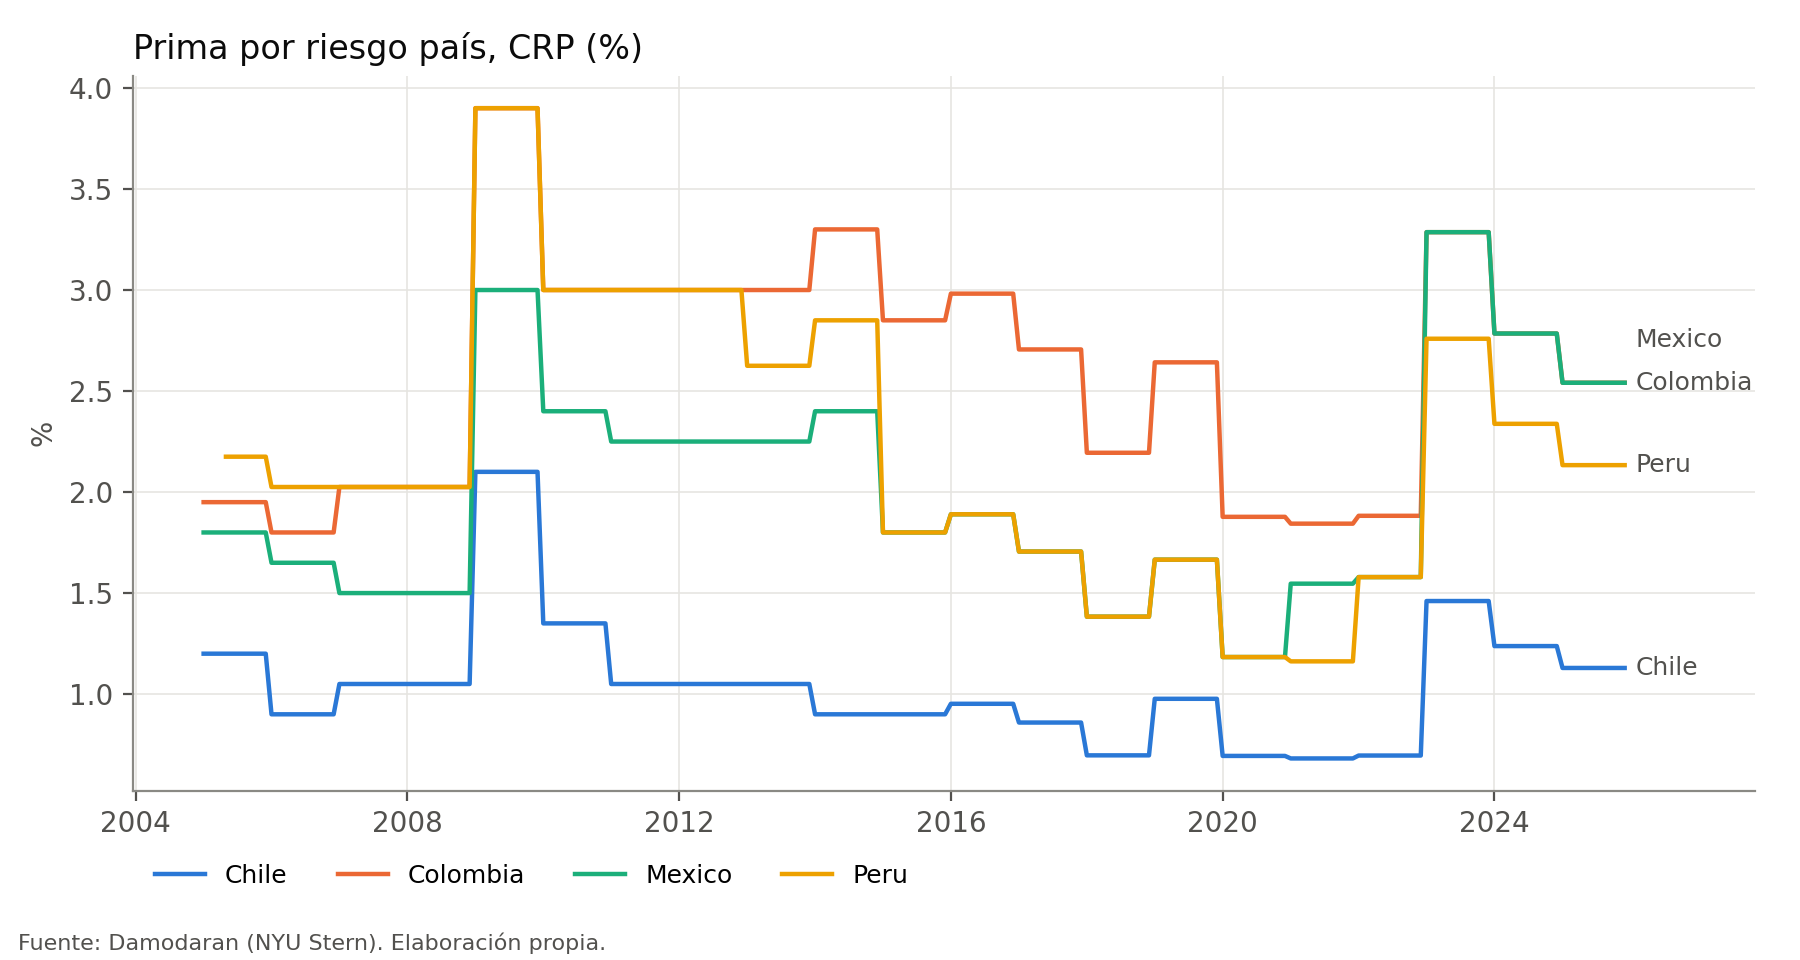 Prima por riesgo país, CRP (%)
4.0
3.5
3.0
2.5
2.0
1.5
1.0
%
Mexico
Colombia
Peru
Chile
2004 2008 2012 2016 2020 2024
Chile Colombia Mexico Peru
Fuente: Damodaran (NYU Stern). Elaboración propia.